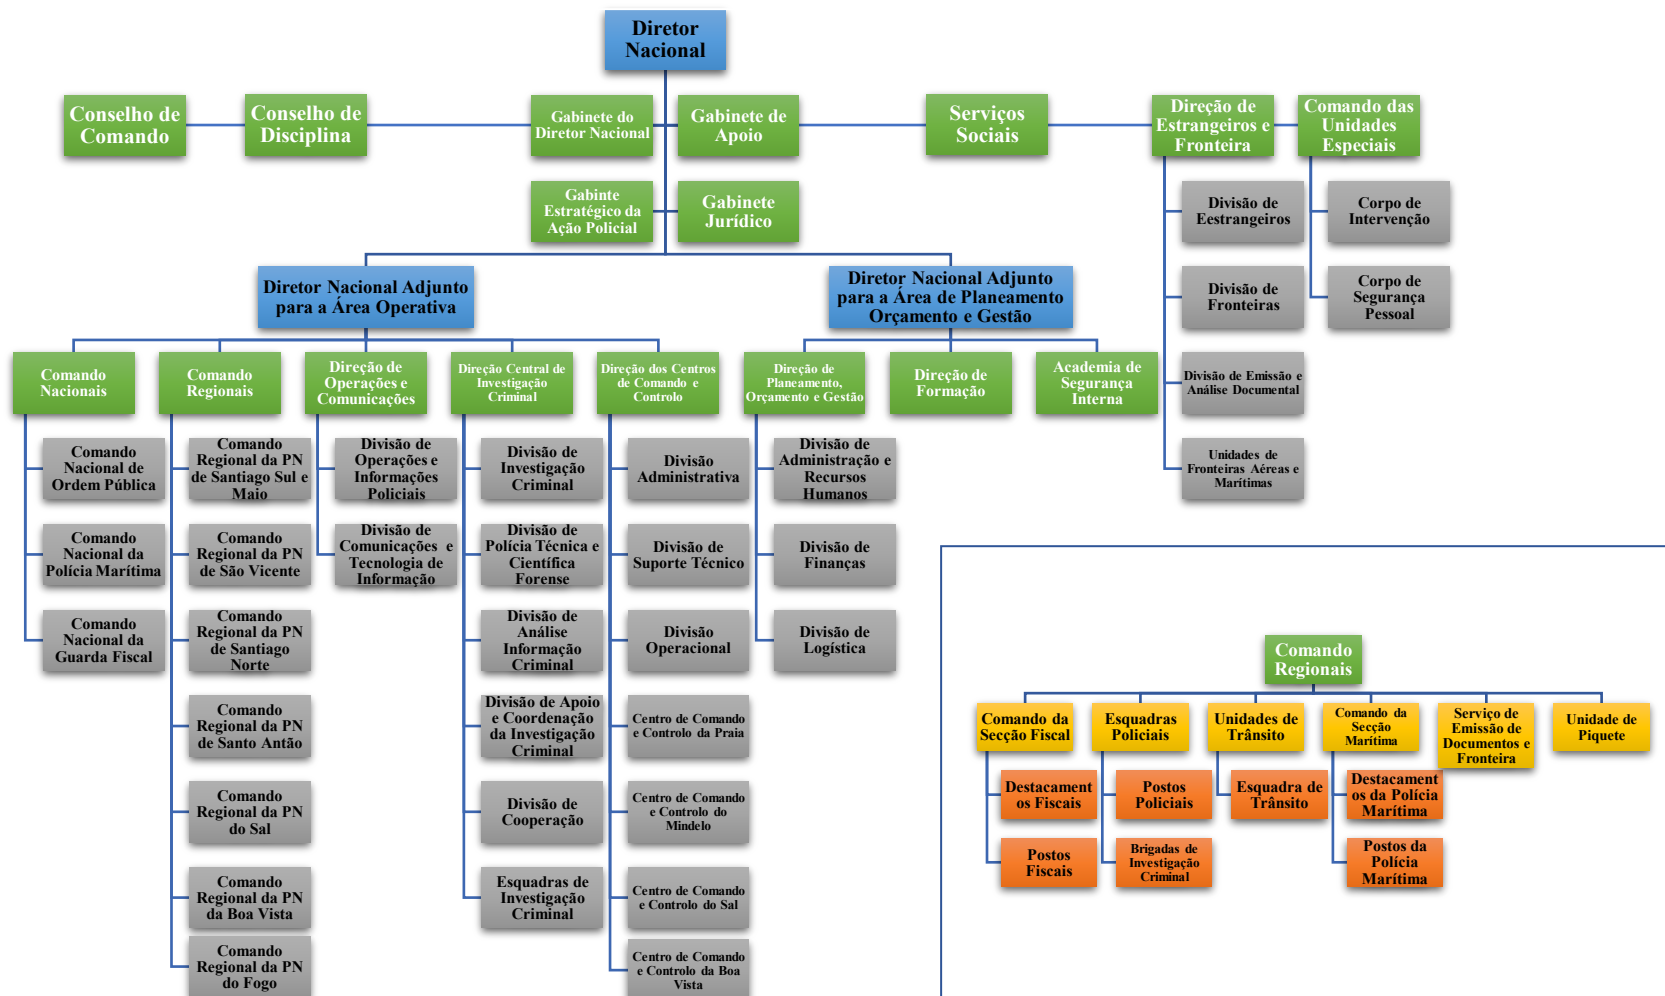 Diretor
Nacional
Conselho de
Comando
Conselho de
Disciplina
Gabinete do
Diretor Nacional
Gabinete de
Apoio
Serviços
Sociais
Direção de
Estrangeiros e
Fronteira
Comando das
Unidades
Especiais
Gabinte
Estratégico da
Ação Policial
Gabinete
Jurídico
Divisão de
Eestrangeiros
Divisão de
Fronteiras
Divisão de Emissão e
Análise Documental
Unidades de
Fronteiras Aéreas e
Marítimas
Corpo de
Intervenção
Corpo de
Segurança
Pessoal
Diretor Nacional Adjunto
para a Área Operativa
Diretor Nacional Adjunto
para a Área de Planeamento
Orçamento e Gestão
Comando
Nacionais
Comando
Regionais
Direção de
Operações e
Comunicações
Direção Central de
Investigação
Criminal
Direção dos Centros
de Comando e
Controlo
Direção de
Planeamento,
Orçamento e Gestão
Direção de
Formação
Academia de
Segurança
Interna
Comando
Nacional de
Ordem Pública
Comando
Nacional da
Polícia Marítima
Comando
Nacional da
Guarda Fiscal
Comando
Regional da PN
de Santiago Sul e
Maio
Comando
Regional da PN
de São Vicente
Comando
Regional da PN
de Santiago
Norte
Comando
Regional da PN
de Santo Antão
Comando
Regional da PN
do Sal
Comando
Regional da PN
da Boa Vista
Comando
Regional da PN
do Fogo
Divisão de
Operações e
Informações
Policiais
Divisão de
Comunicações e
Tecnologia de
Informação
Divisão de
Investigação
Criminal
Divisão de
Polícia Técnica e
Científica
Forense
Divisão de
Análise
Informação
Criminal
Divisão de Apoio
e Coordenação
da Investigação
Criminal
Divisão de
Cooperação
Esquadras de
Investigação
Criminal
Divisão
Administrativa
Divisão de
Suporte Técnico
Divisão
Operacional
Centro de Comando
e Controlo da Praia
Centro de Comando
e Controlo do
Mindelo
Centro de Comando
e Controlo do Sal
Centro de Comando
e Controlo da Boa
Vista
Divisão de
Administração e
Recursos
Humanos
Divisão de
Finanças
Divisão de
Logística
Comando
Regionais
Comando da
Secção Fiscal
Esquadras
Policiais
Unidades de
Trânsito
Comando da
Secção
Marítima
Serviço de
Emissão de
Documentos e
Fronteira
Unidade de
Piquete
Destacament
os Fiscais
Postos
Fiscais
Postos
Policiais
Brigadas de
Investigação
Criminal
Esquadra de
Trânsito
Destacament
os da Polícia
Marítima
Postos da
Polícia
Marítima